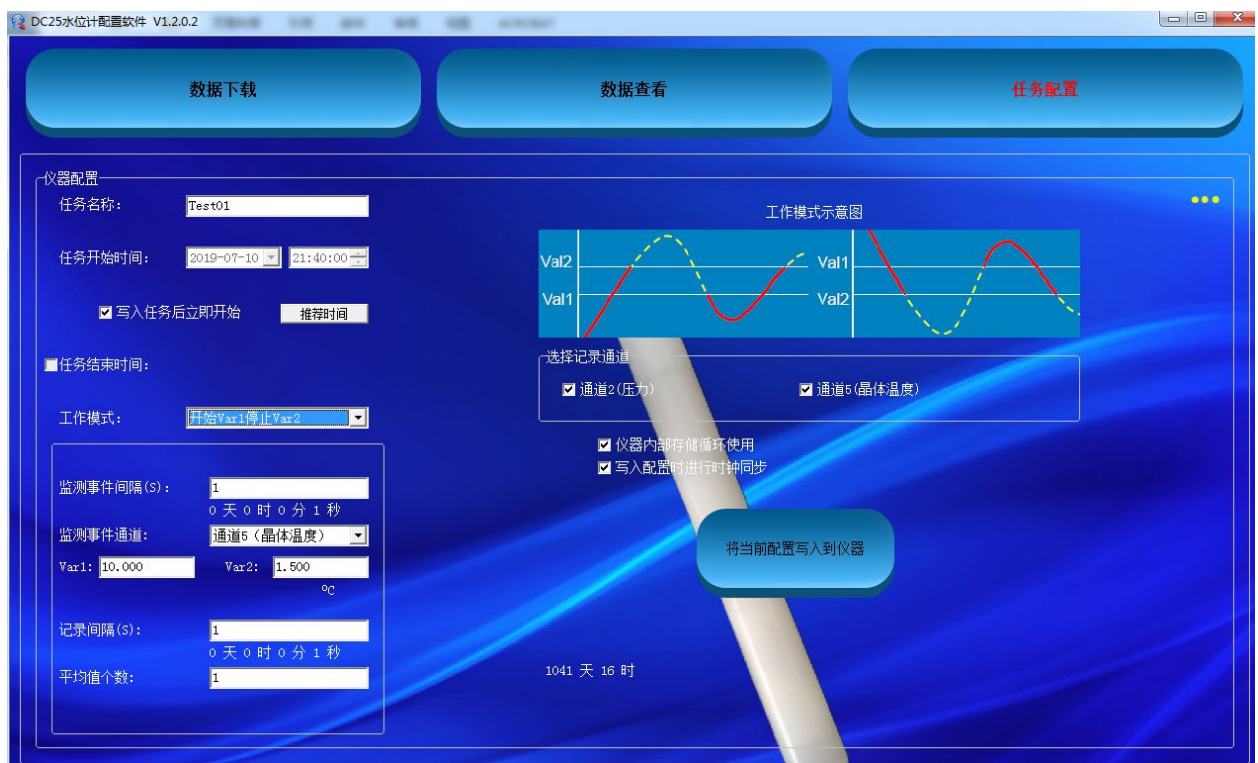 DC25水位计配置软件 V1.2.0.2
数据下载
数据查看
任务配置
仪器配置
任务名称: Test01
任务开始时间: 2019-07-10 21:40:00
写入任务后立即开始 推荐时间
任务结束时间:
工作模式: 开始Var1停止Var2
监测事件间隔(S): 1
0 天 0 时 0 分 1 秒
监测事件通道: 通道5（晶体温度）
Var1: 10.000 Var2: 1.500
℃
记录间隔(S): 1
0 天 0 时 0 分 1 秒
平均值个数: 1
工作模式示意图
Val2 Val1
Val1 Val2
选择记录通道
通道2(压力) 通道5(晶体温度)
仪器内部存储循环使用
写入配置时进行时钟同步
将当前配置写入到仪器
1041 天 16 时